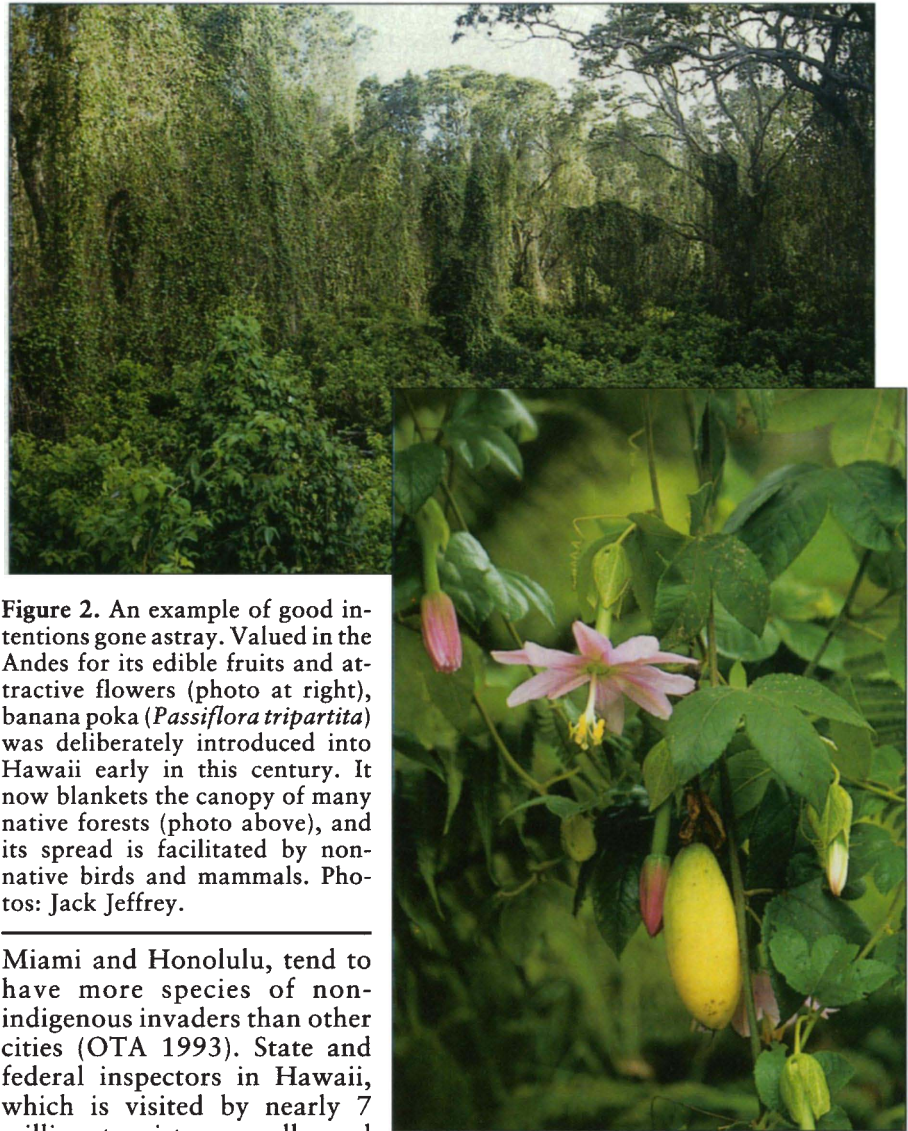 Figure 2. An example of good in-
tentions gone astray. Valued in the
Andes for its edible fruits and at-
tractive flowers (photo at right),
banana poka (Passiflora tripartita)
was deliberately introduced into
Hawaii early in this century. It
now blankets the canopy of many
native forests (photo above), and
its spread is facilitated by non-
native birds and mammals. Pho-
tos: Jack Jeffrey.
Miami and Honolulu, tend to
have more species of non-
indigenous invaders than other
cities (OTA 1993). State and
federal inspectors in Hawaii,
which is visited by nearly 7